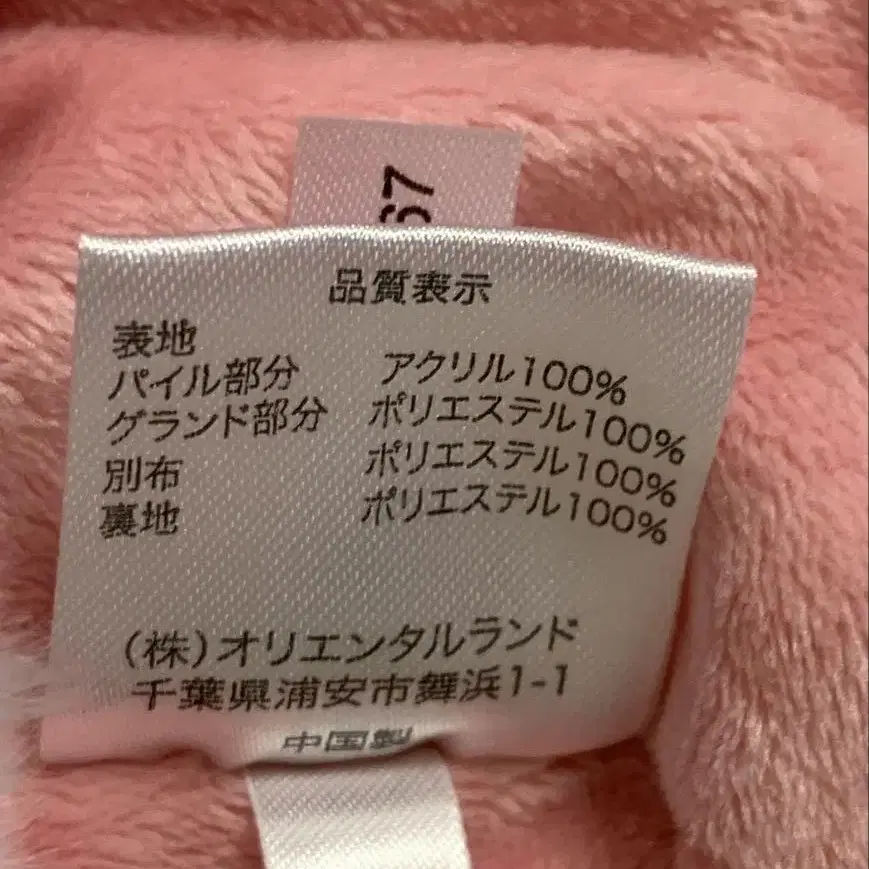 67
品質表示
表地
パイル部分 アクリル100%
グランド部分 ポリエステル100%
別布 ポリエステル100%
裏地 ポリエステル100%
(株)オリエンタルランド
千葉県浦安市舞浜1-1
中国製